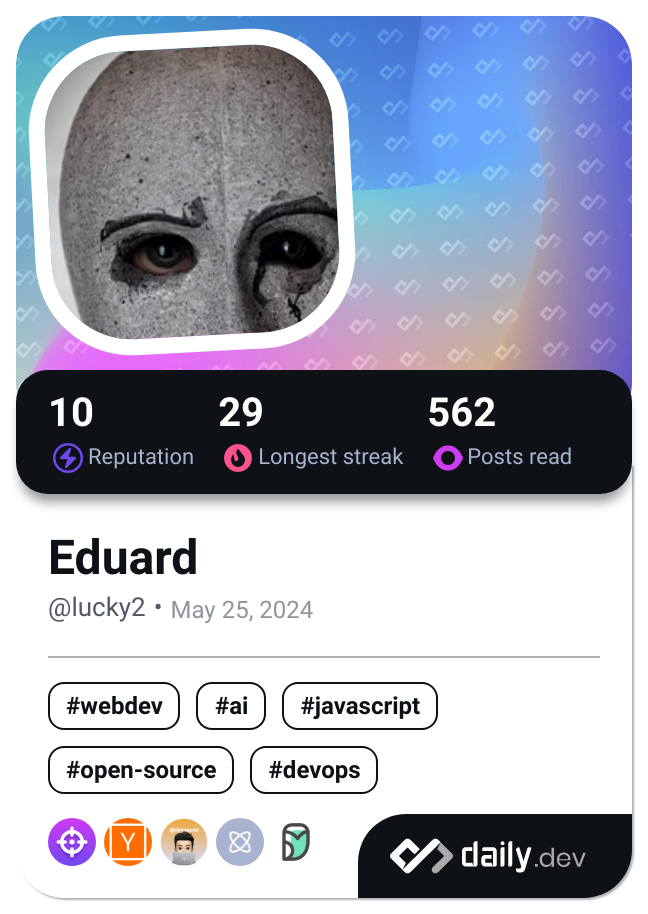 10 29 562
Reputation Longest streak Posts read
Eduard
@lucky2 • May 25, 2024
#webdev #ai #javascript
#open-source #devops
Y
daily.dev